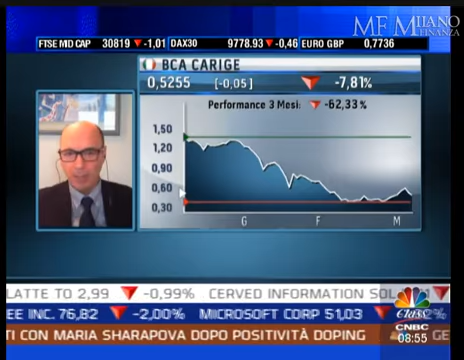 MF MILANO FINANZA
FTSE MID CAP 30819 ▼ -1,01 DAX30 9778.93 ▼ -0,46 EURO GBP 0,7736
BCA CARIGE
0,5255 [-0,05] ▼ -7,81%
Performance 3 Mesi: ▼ -62,33%
1,50
1,20
0,90
0,60
0,30
G F M
LATTE TO 2,99 ▼ -0,99% CERVED INFORMATION SOL
EE INC. 76,82 ▼ -2,00% MICROSOFT CORP 51,03 ▼
TI CON MARIA SHARAPOVA DOPO POSITIVITÀ DOPING
GE
CLASS
CNBC
08:55